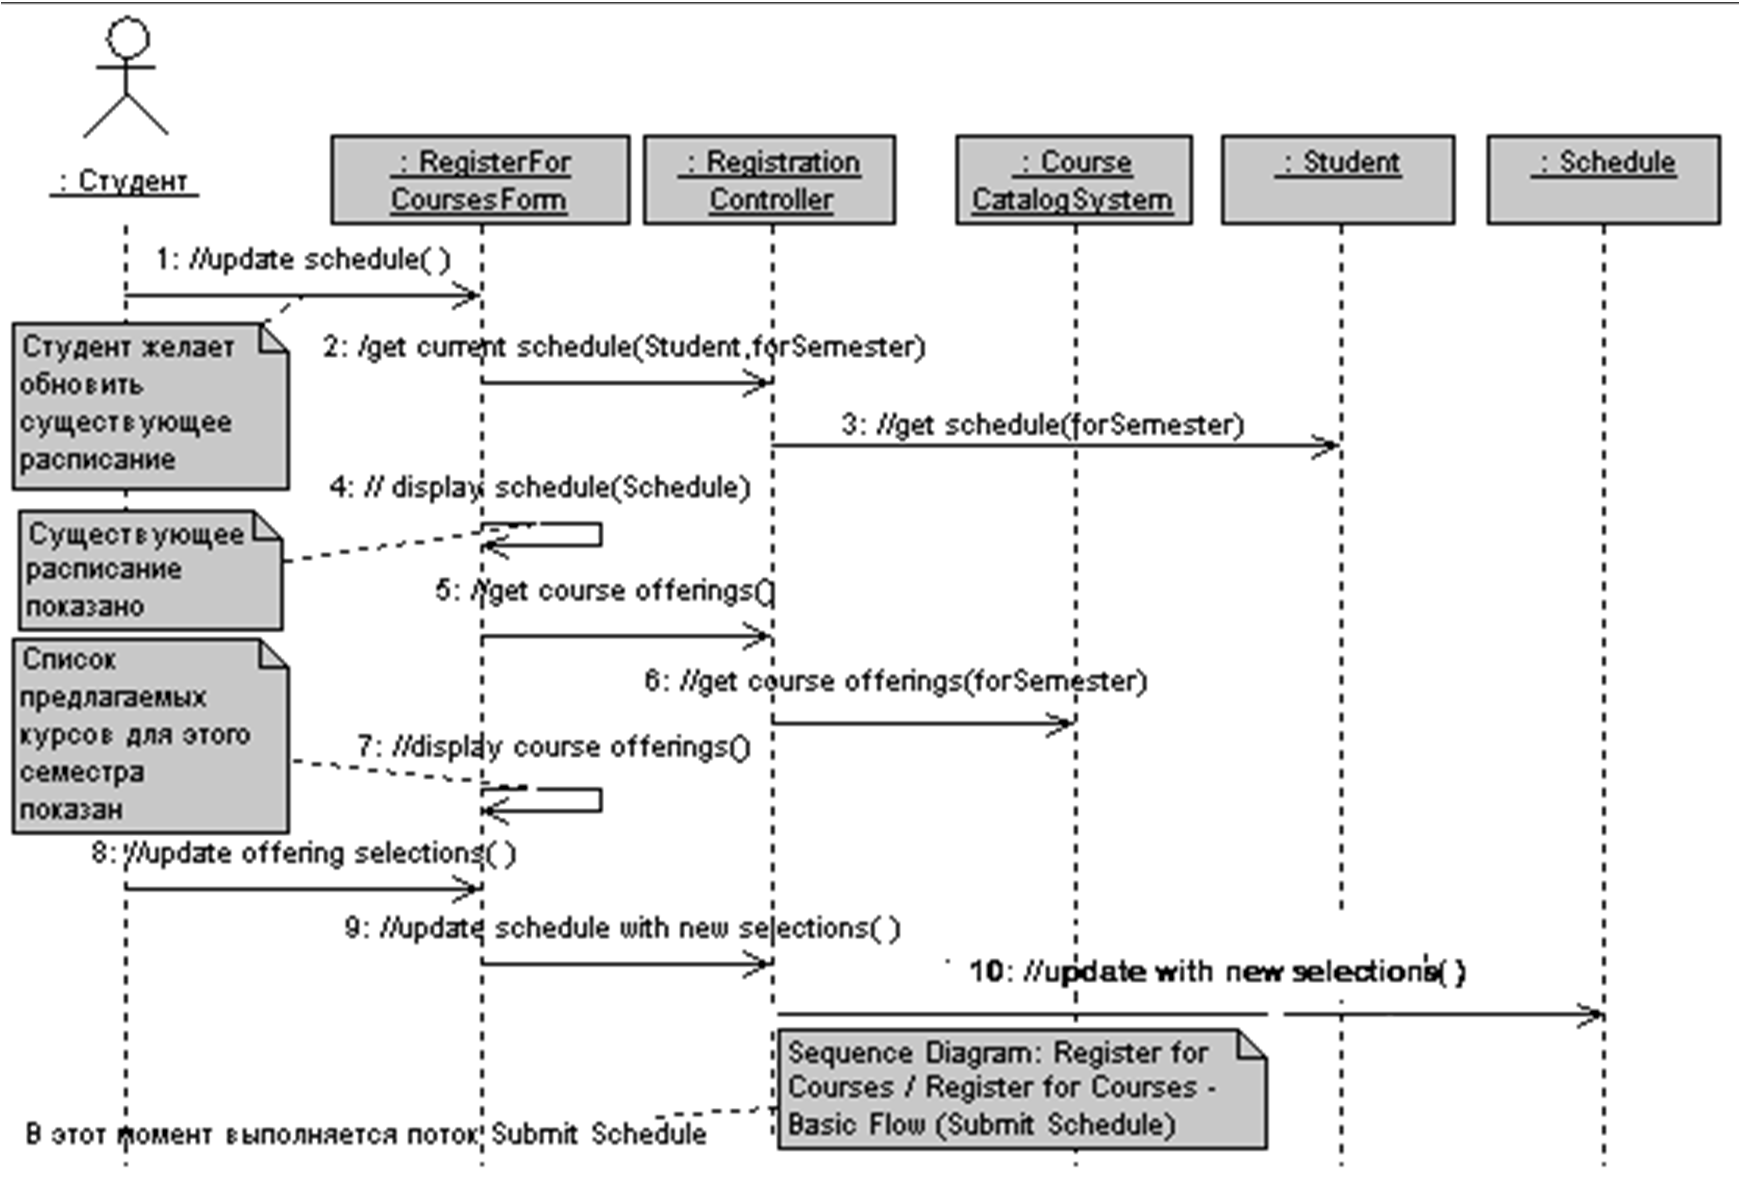 : Студент
: RegisterFor
CoursesForm
: Registration
Controller
: Course
CatalogSystem
: Student
: Schedule
1: //update schedule( )
Студент желает
обновить
существующее
расписание
2: /get current schedule(Student,forSemester)
3: //get schedule(forSemester)
4: // display schedule(Schedule)
Существующее
расписание
показано
5: //get course offerings()
Список
предлагаемых
курсов для этого
семестра
показан
6: //get course offerings(forSemester)
7: //display course offerings()
8: //update offering selections( )
9: //update schedule with new selections( )
10: //update with new selections( )
Sequence Diagram: Register for
Courses / Register for Courses -
Basic Flow (Submit Schedule)
В этот момент выполняется поток Submit Schedule